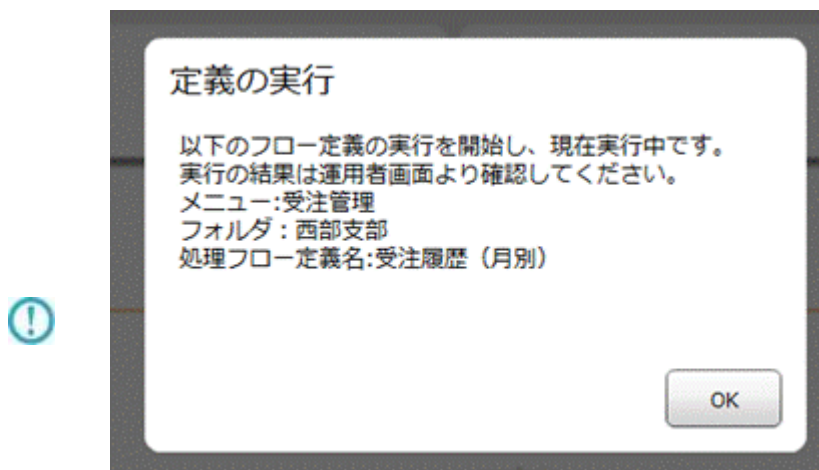 定義の実行
以下のフロー定義の実行を開始し、現在実行中です。
実行の結果は運用者画面より確認してください。
メニュー:受注管理
フォルダ：西部支部
処理フロー定義名:受注履歴（月別）
OK